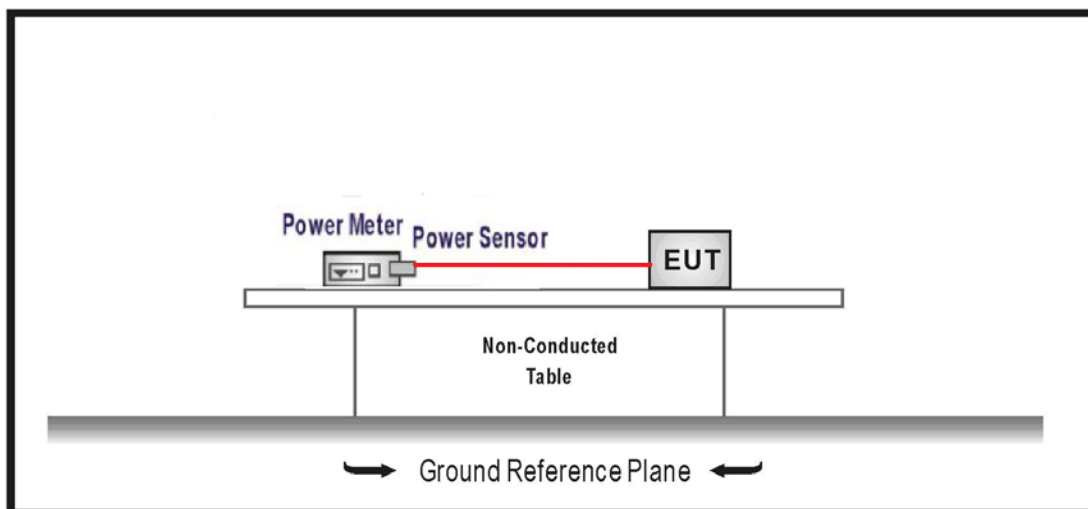 Power Meter
Power Sensor
EUT
Non-Conducted
Table
Ground Reference Plane